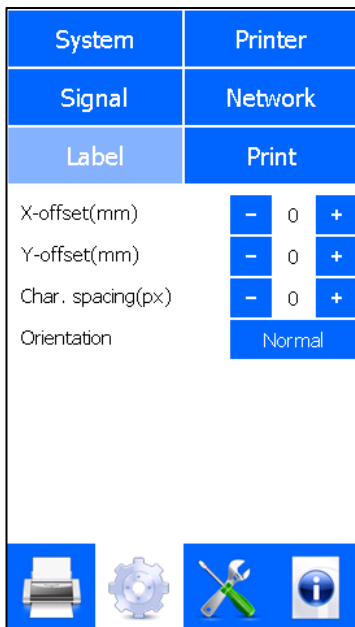 System Printer
Signal Network
Label Print
X-offset(mm) - 0 +
Y-offset(mm) - 0 +
Char. spacing(px) - 0 +
Orientation Normal